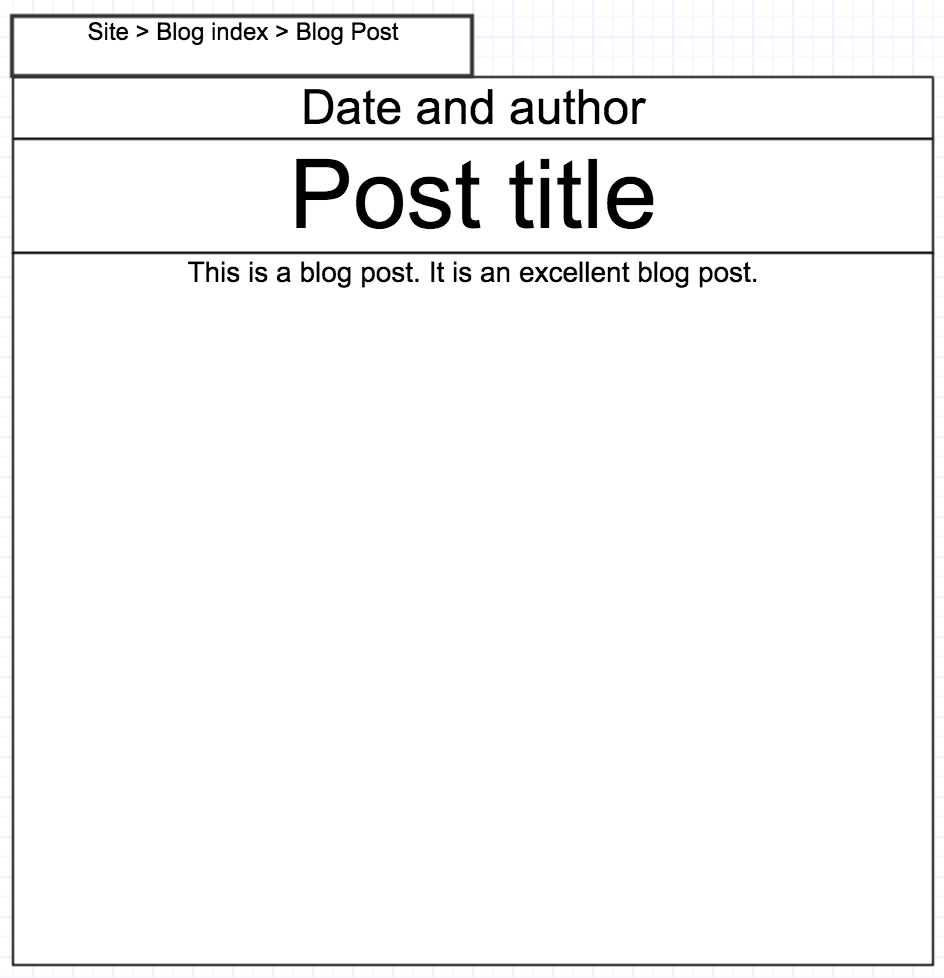 Site > Blog index > Blog Post
Date and author
Post title
This is a blog post. It is an excellent blog post.